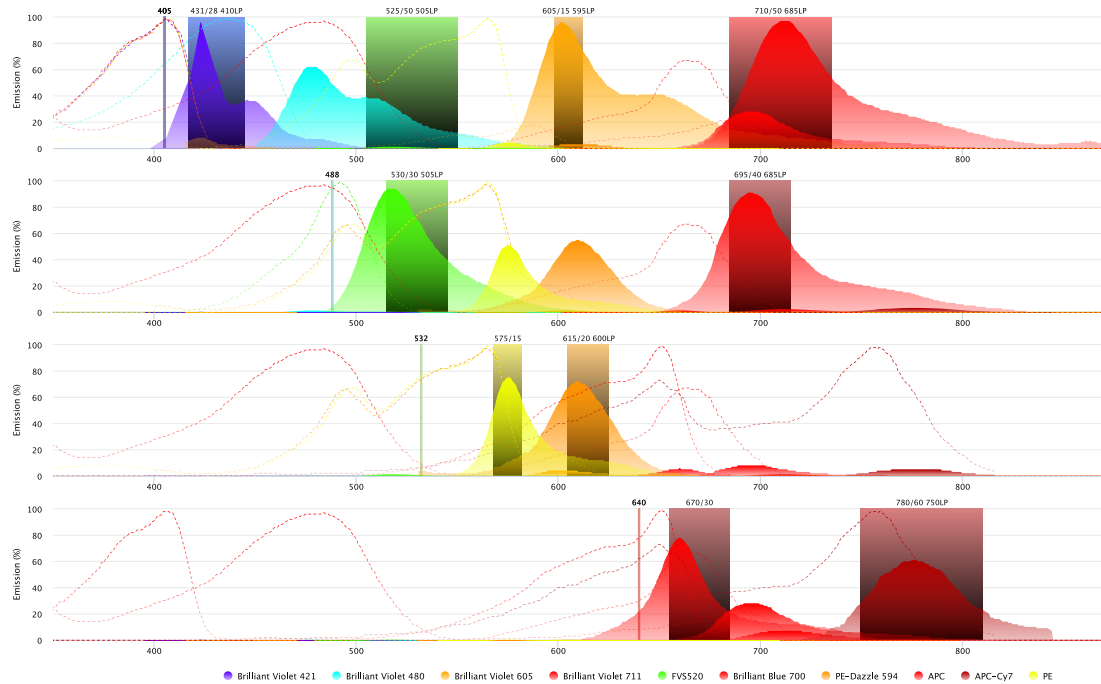 405 431/28 410LP 525/50 505LP 605/15 595LP 710/50 685LP
Emission (%)
100
80
60
40
20
0
400 500 600 700 800
488 530/30 505LP 695/40 685LP
Emission (%)
100
80
60
40
20
0
400 500 600 700 800
532 575/15 615/20 600LP
Emission (%)
100
80
60
40
20
0
400 500 600 700 800
640 670/30 780/60 750LP
Emission (%)
100
80
60
40
20
0
400 500 600 700 800
Brilliant Violet 421 Brilliant Violet 480 Brilliant Violet 605 Brilliant Violet 711 FVS520 Brilliant Blue 700 PE-Dazzle 594 APC APC-Cy7 PE